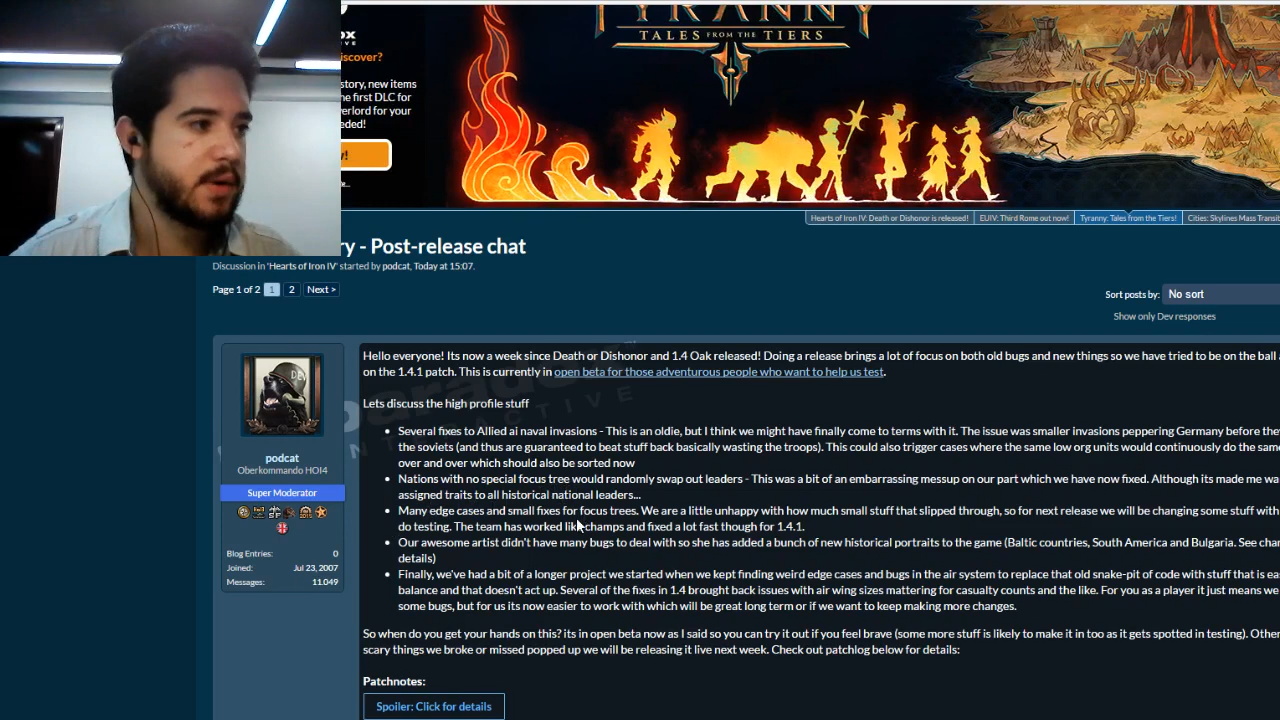 TYRANNY
TALES FROM THE TIERS
iscover?
story, new items
he first DLC for
verlord for your
eded!
Hearts of Iron IV: Death or Dishonor is released!
EUIV: Third Rome out now!
Tyranny: Tales from the Tiers!
Cities: Skylines Mass Transit
ry - Post-release chat
Discussion in 'Hearts of Iron IV' started by podcat, Today at 15:07.
Page 1 of 2 1 2 Next >
Sort posts by: No sort
Show only Dev responses
podcat
Oberkommando HOI4
Super Moderator
Blog Entries: 0
Joined: Jul 23, 2007
Messages: 11.049
Hello everyone! Its now a week since Death or Dishonor and 1.4 Oak released! Doing a release brings a lot of focus on both old bugs and new things so we have tried to be on the ball
on the 1.4.1 patch. This is currently in open beta for those adventurous people who want to help us test.
Lets discuss the high profile stuff
• Several fixes to Allied ai naval invasions - This is an oldie, but I think we might have finally come to terms with it. The issue was smaller invasions peppering Germany before the
the soviets (and thus are guaranteed to beat stuff back basically wasting the troops). This could also trigger cases where the same low org units would continuously do the same
over and over which should also be sorted now
• Nations with no special focus tree would randomly swap out leaders - This was a bit of an embarrassing messup on our part which we have now fixed. Although its made me wa
assigned traits to all historical national leaders...
• Many edge cases and small fixes for focus trees. We are a little unhappy with how much small stuff that slipped through, so for next release we will be changing some stuff with
do testing. The team has worked like champs and fixed a lot fast though for 1.4.1.
• Our awesome artist didn't have many bugs to deal with so she has added a bunch of new historical portraits to the game (Baltic countries, South America and Bulgaria. See chan
details)
• Finally, we've had a bit of a longer project we started when we kept finding weird edge cases and bugs in the air system to replace that old snake-pit of code with stuff that is eas
balance and that doesn't act up. Several of the fixes in 1.4 brought back issues with air wing sizes mattering for casualty counts and the like. For you as a player it just means we
some bugs, but for us its now easier to work with which will be great long term or if we want to keep making more changes.
So when do you get your hands on this? its in open beta now as I said so you can try it out if you feel brave (some more stuff is likely to make it in too as it gets spotted in testing). Other
scary things we broke or missed popped up we will be releasing it live next week. Check out patchlog below for details:
Patchnotes:
Spoiler: Click for details